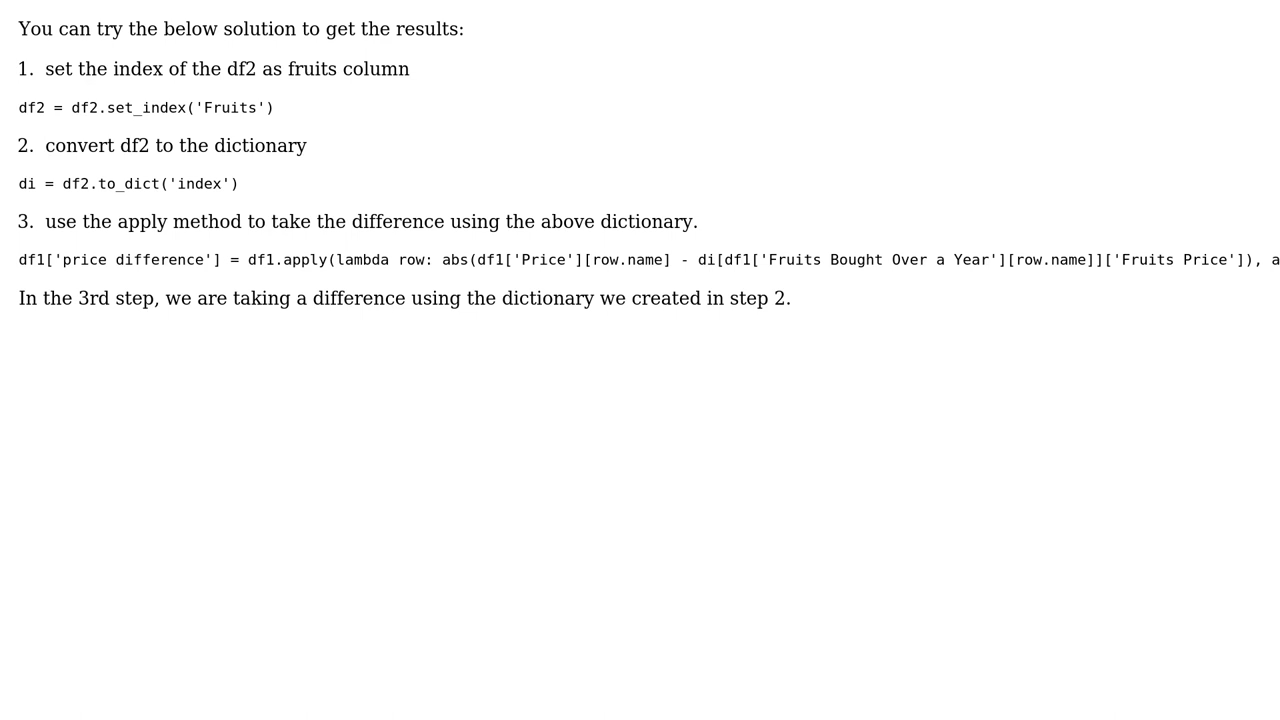 You can try the below solution to get the results:
1. set the index of the df2 as fruits column
df2 = df2.set_index('Fruits')
2. convert df2 to the dictionary
di = df2.to_dict('index')
3. use the apply method to take the difference using the above dictionary.
df1['price difference'] = df1.apply(lambda row: abs(df1['Price'][row.name] - di[df1['Fruits Bought Over a Year'][row.name]]['Fruits Price']), a
In the 3rd step, we are taking a difference using the dictionary we created in step 2.